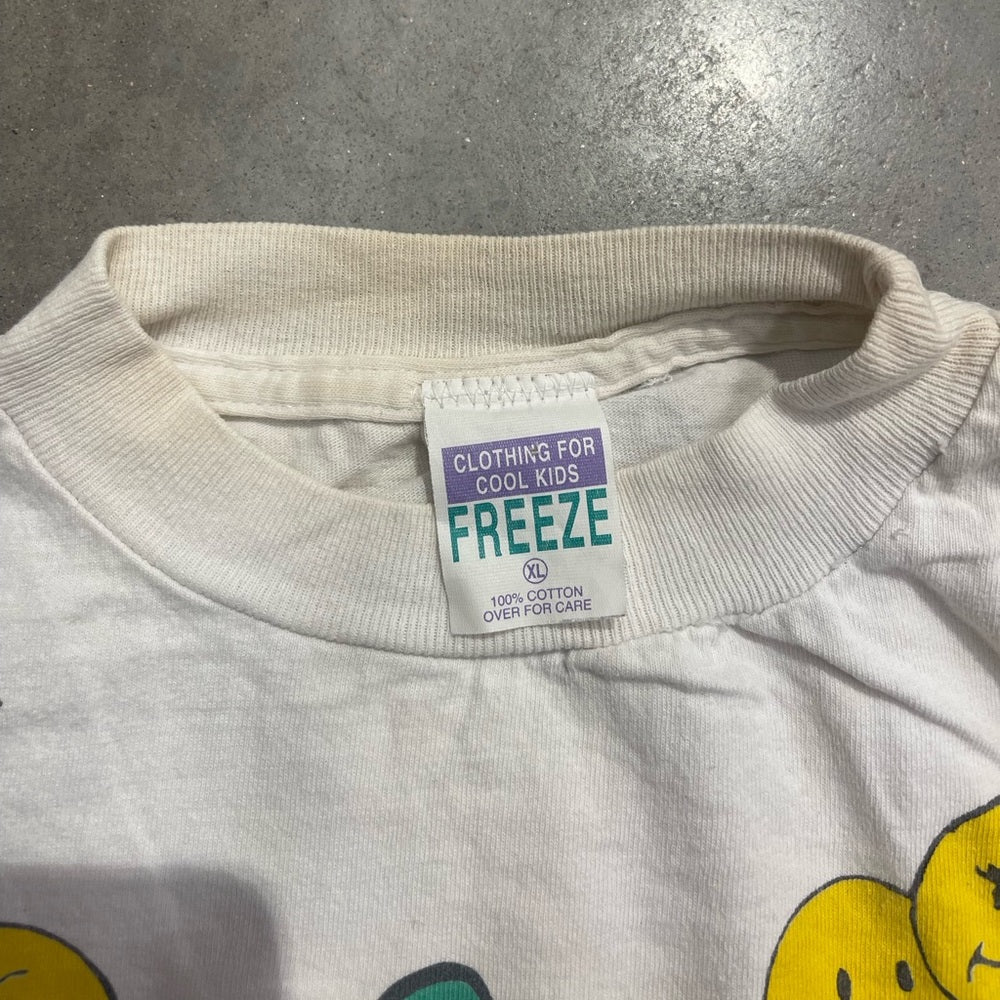 CLOTHING FOR
COOL KIDS
FREEZE
XL
100% COTTON
OVER FOR CARE